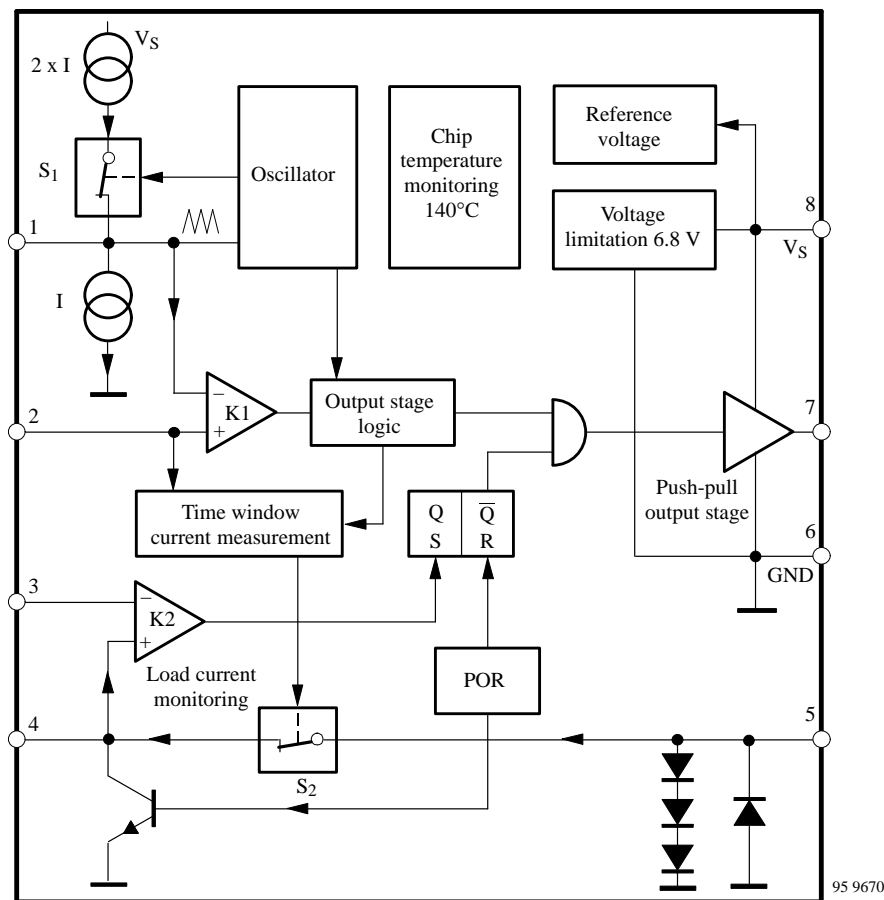 V_S
2 x I
S_1
Oscillator
Chip
temperature
monitoring
140°C
Reference
voltage
Voltage
limitation 6.8 V
8
V_S
1
I
2
−
K1
+
Output stage
logic
7
Push-pull
output stage
Time window
current measurement
Q
Q̅
S
R
6
GND
3
−
K2
+
Load current
monitoring
POR
4
5
S_2
95 9670